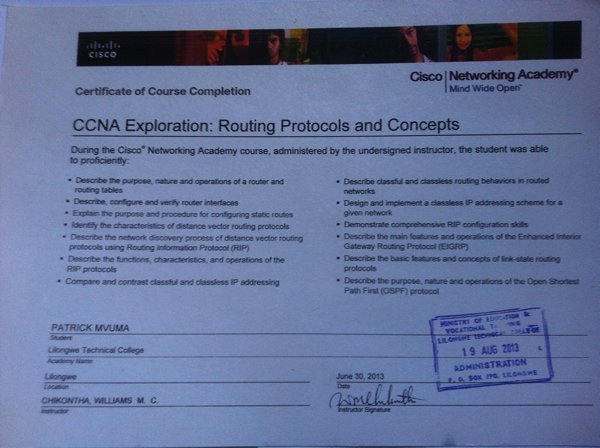 CISCO
Cisco | Networking Academy®
Mind Wide Open™
Certificate of Course Completion
CCNA Exploration: Routing Protocols and Concepts
During the Cisco® Networking Academy course, administered by the undersigned instructor, the student was able
to proficiently:
• Describe the purpose, nature and operations of a router and
routing tables
• Describe, configure and verify router interfaces
• Explain the purpose and procedure for configuring static routes
• Identify the characteristics of distance vector routing protocols
• Describe the network discovery process of distance vector routing
protocols using Routing Information Protocol (RIP)
• Describe the functions, characteristics, and operations of the
RIP protocols
• Compare and contrast classful and classless IP addressing
• Describe classful and classless routing behaviors in routed
networks
• Design and implement a classless IP addressing scheme for a
given network
• Demonstrate comprehensive RIP configuration skills
• Describe the main features and operations of the Enhanced Interior
Gateway Routing Protocol (EIGRP)
• Describe the basic features and concepts of link-state routing
protocols
• Describe the purpose, nature and operations of the Open Shortest
Path First (OSPF) protocol
PATRICK MVUMA
Student
Lilongwe Technical College
Academy Name
Lilongwe
Location
CHIKONTHA, WILLIAMS M. C.
Instructor
June 30, 2013
Date
Instructor Signature
MINISTRY OF EDUCATION &
VOCATIONAL TRAINING
LILONGWE TECHNICAL COLLEGE
19 AUG 2013
ADMINISTRATION
P. O. BOX LILONGWE